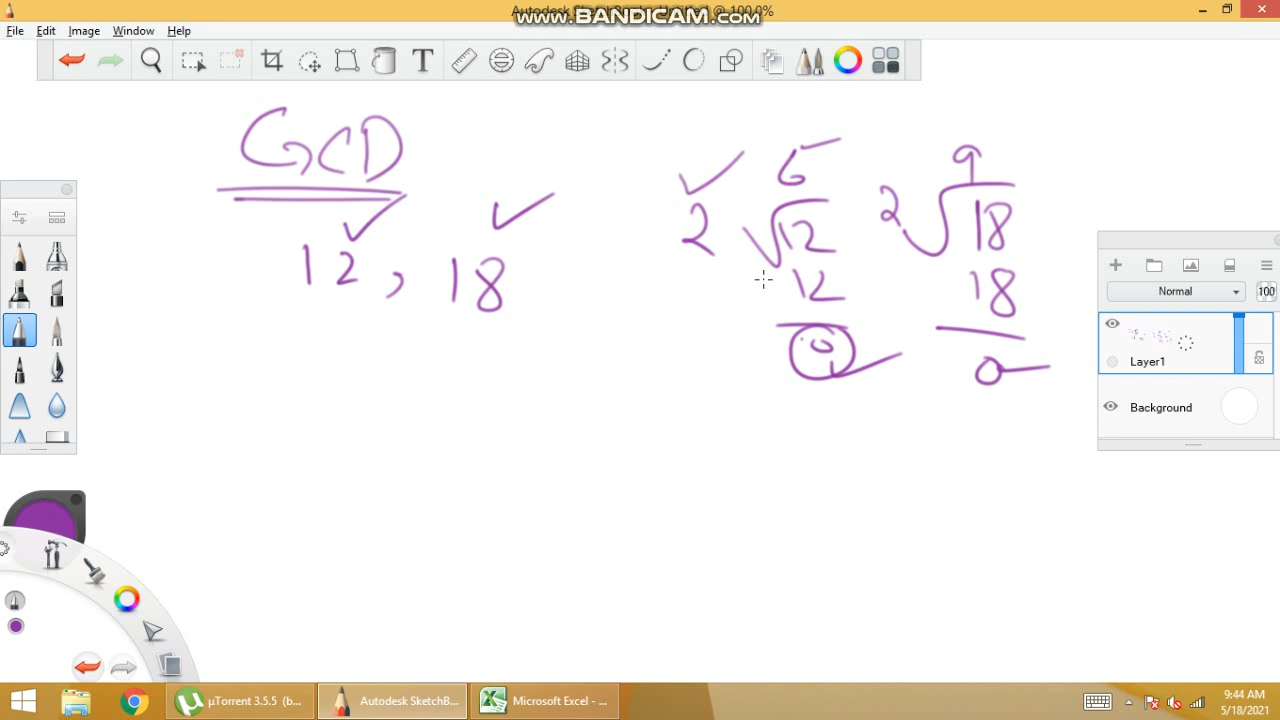 www.BANDICAM.com
File Edit Image Window Help
GCD
12, 18
6
2 12
12
0
9
2 18
18
0
Normal 100
Layer1
Background
µTorrent 3.5.5 (b...
Autodesk SketchB...
Microsoft Excel - ...
9:44 AM
5/18/2021